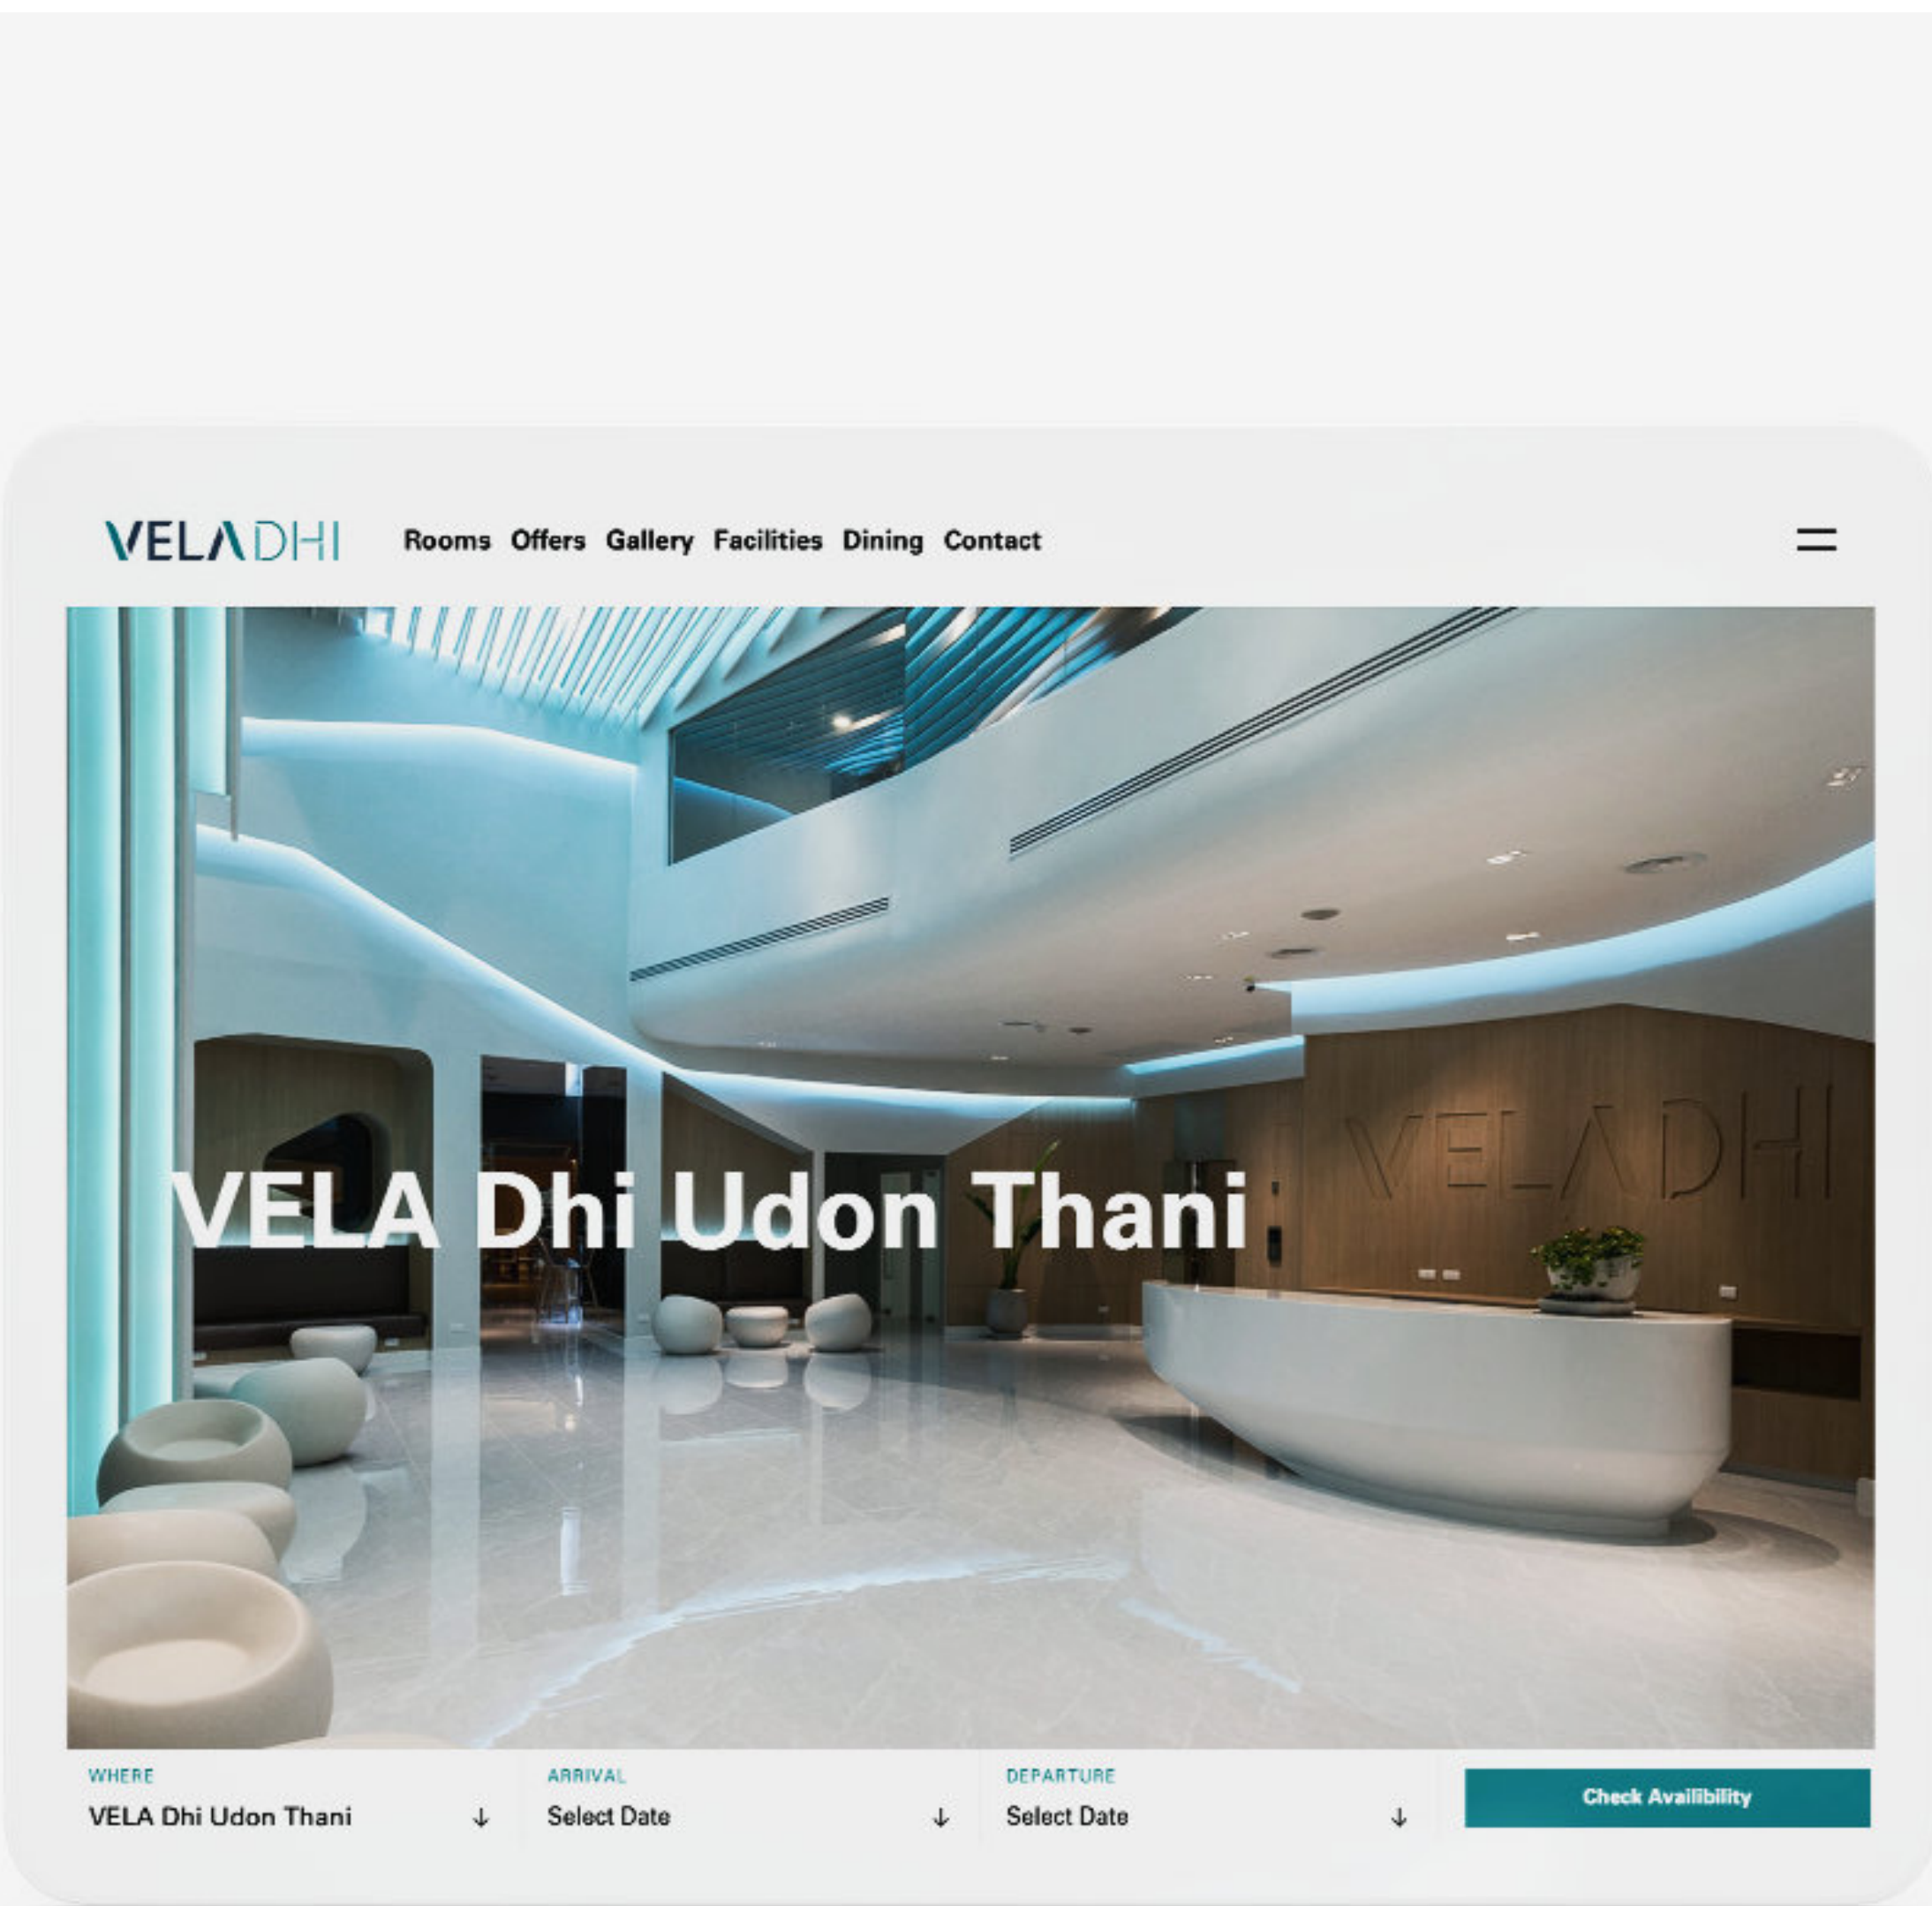 VELADHI Rooms Offers Gallery Facilities Dining Contact
VELADHI
VELA Dhi Udon Thani
WHERE ARRIVAL DEPARTURE
VELA Dhi Udon Thani Select Date Select Date Check Availibility